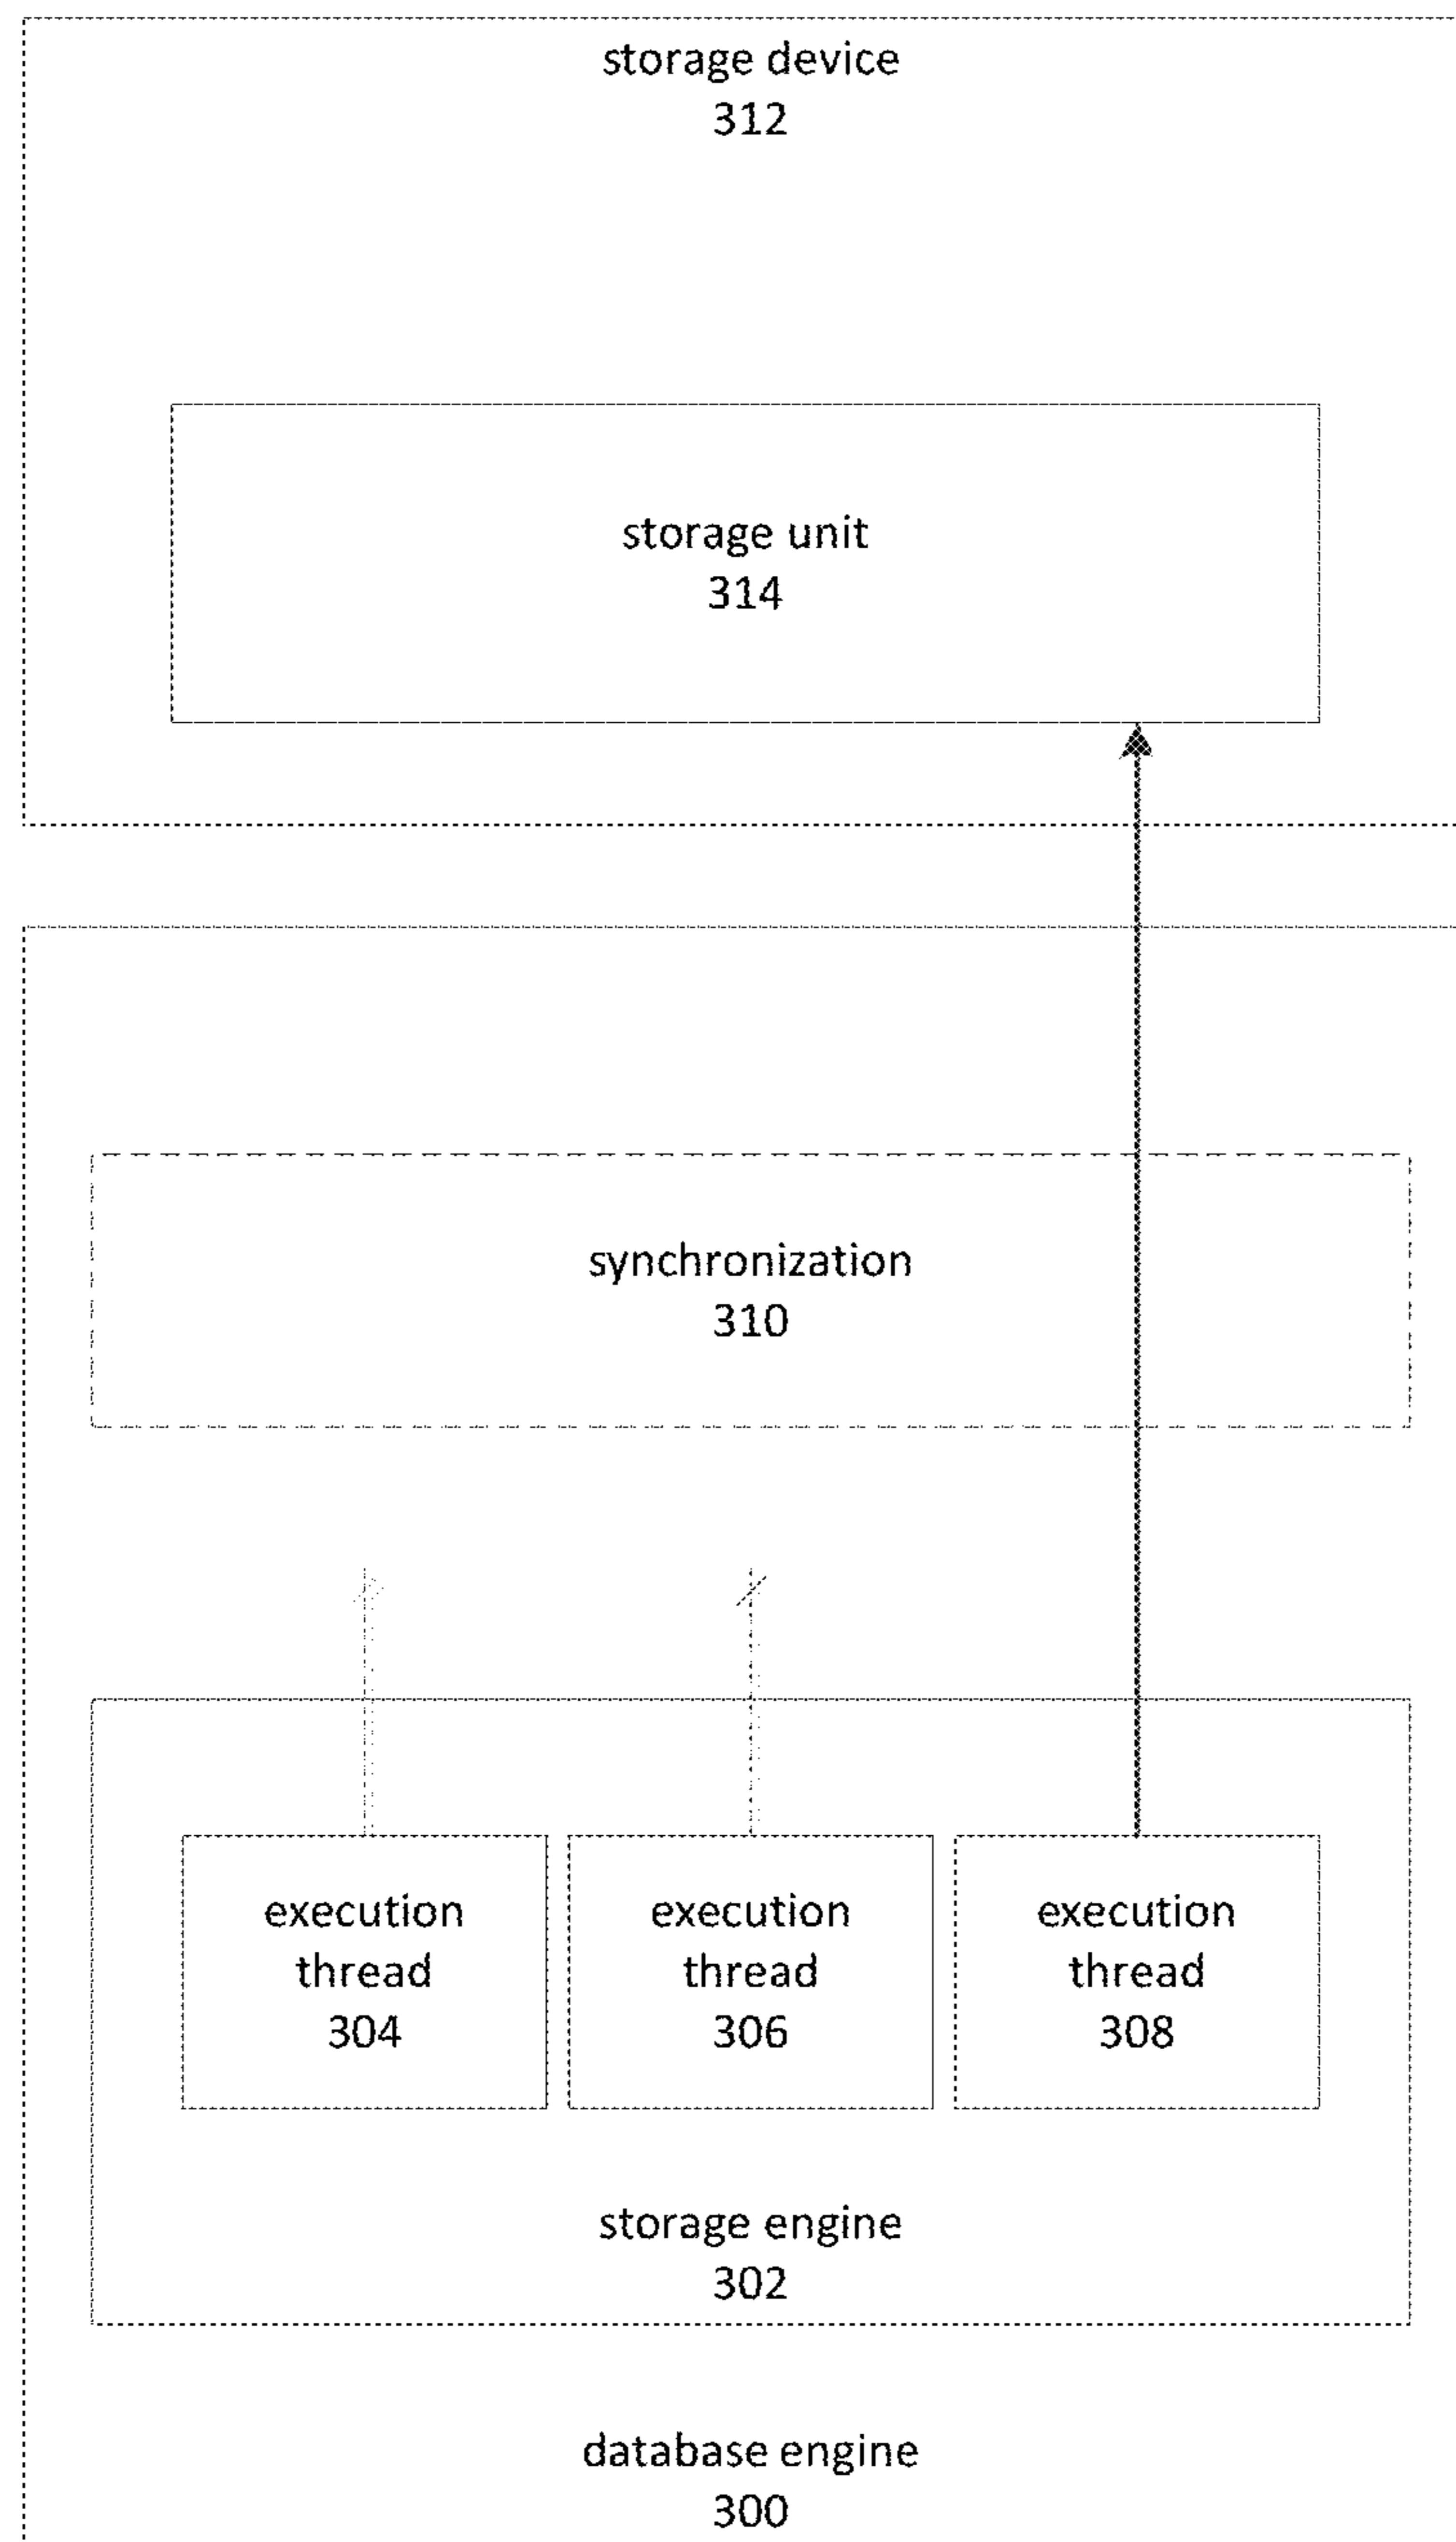 storage device
312
storage unit
314
synchronization
310
execution
thread
304
execution
thread
306
execution
thread
308
storage engine
302
database engine
300